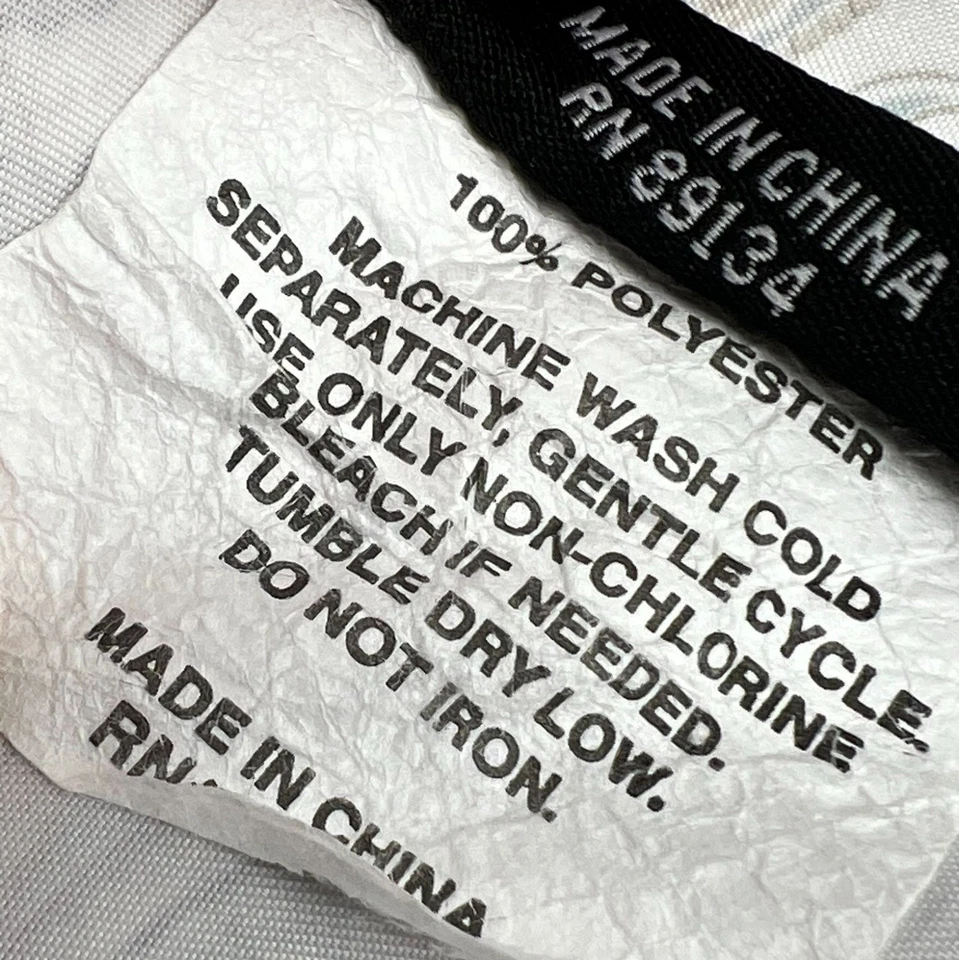 MADE IN CHINA
RN 89134
100% POLYESTER
MACHINE WASH COLD
SEPARATELY, GENTLE CYCLE.
USE ONLY NON-CHLORINE
BLEACH IF NEEDED.
TUMBLE DRY LOW.
DO NOT IRON.
MADE IN CHINA
RN